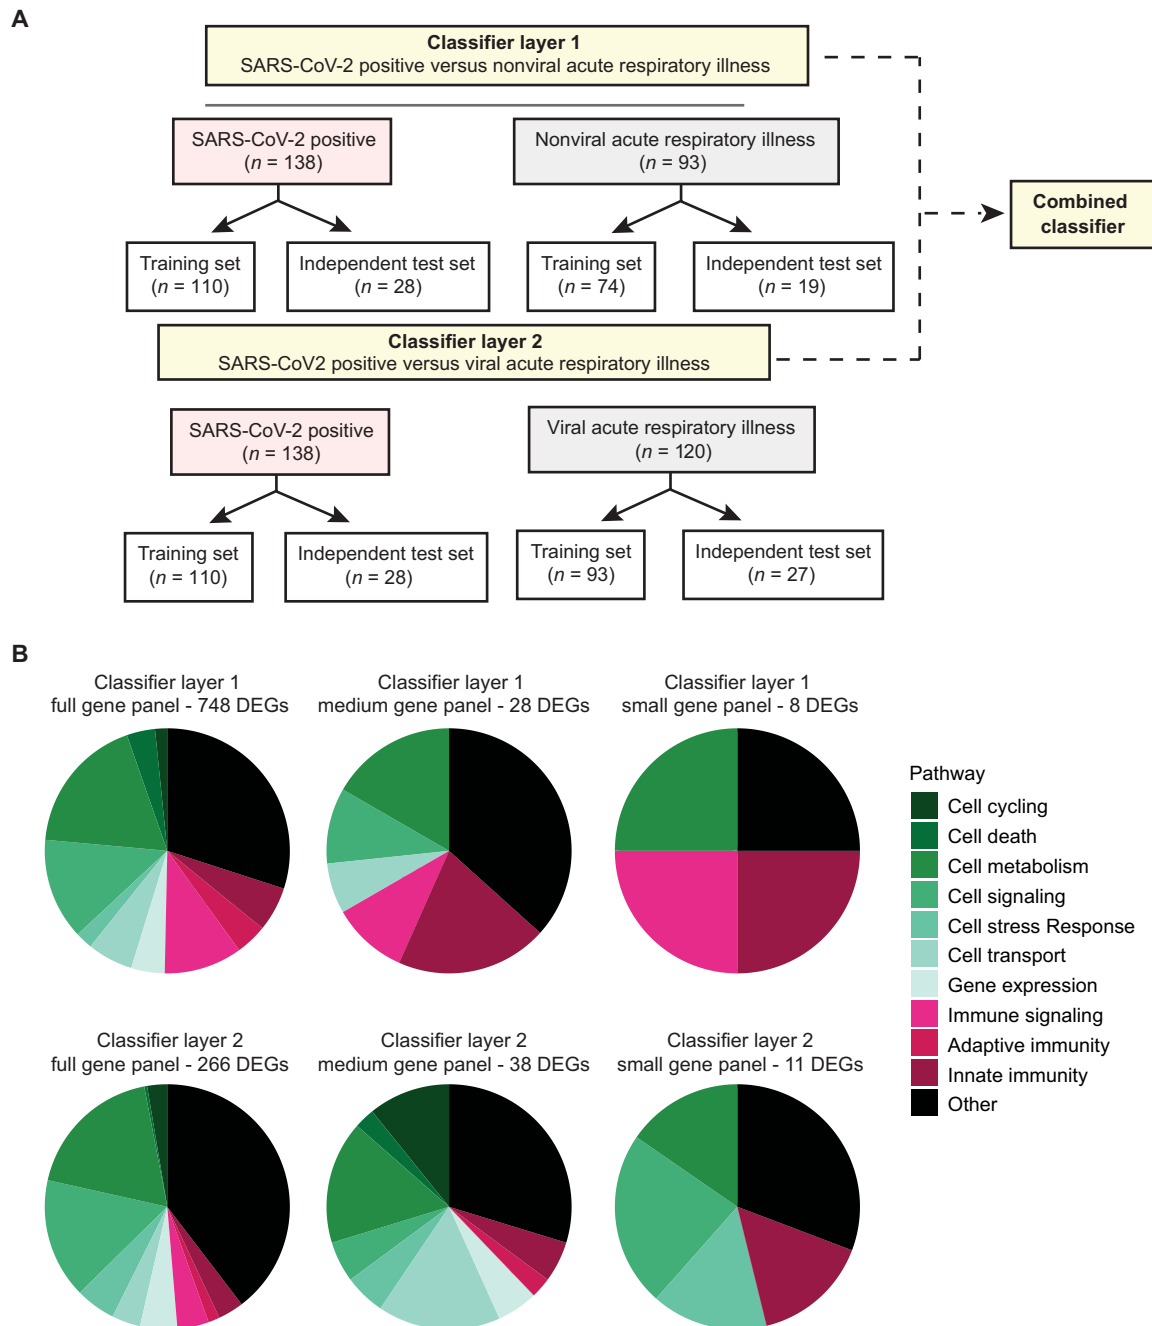 A
Classifier layer 1
SARS-CoV-2 positive versus nonviral acute respiratory illness
SARS-CoV-2 positive
(n = 138)
Nonviral acute respiratory illness
(n = 93)
Combined
classifier
Training set
(n = 110)
Independent test set
(n = 28)
Training set
(n = 74)
Independent test set
(n = 19)
Classifier layer 2
SARS-CoV2 positive versus viral acute respiratory illness
SARS-CoV-2 positive
(n = 138)
Viral acute respiratory illness
(n = 120)
Training set
(n = 110)
Independent test set
(n = 28)
Training set
(n = 93)
Independent test set
(n = 27)
B
Classifier layer 1
full gene panel - 748 DEGs
Classifier layer 1
medium gene panel - 28 DEGs
Classifier layer 1
small gene panel - 8 DEGs
Classifier layer 2
full gene panel - 266 DEGs
Classifier layer 2
medium gene panel - 38 DEGs
Classifier layer 2
small gene panel - 11 DEGs
Pathway
Cell cycling
Cell death
Cell metabolism
Cell signaling
Cell stress Response
Cell transport
Gene expression
Immune signaling
Adaptive immunity
Innate immunity
Other